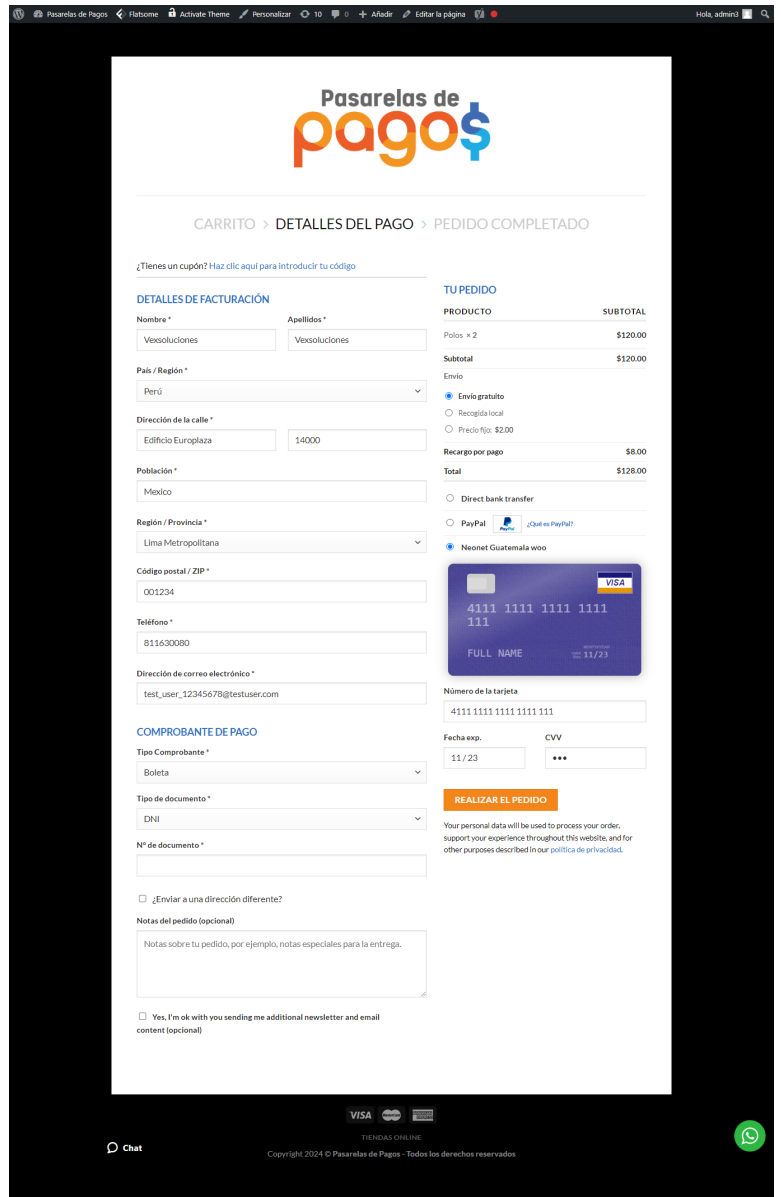 Pasarelas de Pagos Flatsome Activate Theme Personalizar 10 0 Añadir Editar la página Hola, admin3
Pasarelas de
pagos
CARRITO > DETALLES DEL PAGO > PEDIDO COMPLETADO
¿Tienes un cupón? Haz clic aquí para introducir tu código
DETALLES DE FACTURACIÓN
Nombre *
Apellidos *
Vexsoluciones
Vexsoluciones
País / Región *
Perú
Dirección de la calle *
Edificio Europlaza
14000
Población *
Mexico
Región / Provincia *
Lima Metropolitana
Código postal / ZIP *
001234
Teléfono *
811630080
Dirección de correo electrónico *
test_user_12345678@testuser.com
COMPROBANTE DE PAGO
Tipo Comprobante *
Boleta
Tipo de documento *
DNI
Nº de documento *
¿Enviar a una dirección diferente?
Notas del pedido (opcional)
Notas sobre tu pedido, por ejemplo, notas especiales para la entrega.
Yes, I'm ok with you sending me additional newsletter and email
content (opcional)
TU PEDIDO
PRODUCTO SUBTOTAL
Polos × 2 $120.00
Subtotal $120.00
Envío
Envío gratuito
Recogida local
Precio fijo: $2.00
Recargo por pago $8.00
Total $128.00
Direct bank transfer
PayPal PayPal ¿Qué es PayPal?
Neonet Guatemala woo
VISA
4111 1111 1111 1111
111
FULL NAME 11/23
Número de la tarjeta
4111 1111 1111 1111 111
Fecha exp.
CVV
11 / 23
•••
REALIZAR EL PEDIDO
Your personal data will be used to process your order,
support your experience throughout this website, and for
other purposes described in our política de privacidad.
VISA
TIENDAS ONLINE
Chat
Copyright 2024 © Pasarelas de Pagos - Todos los derechos reservados